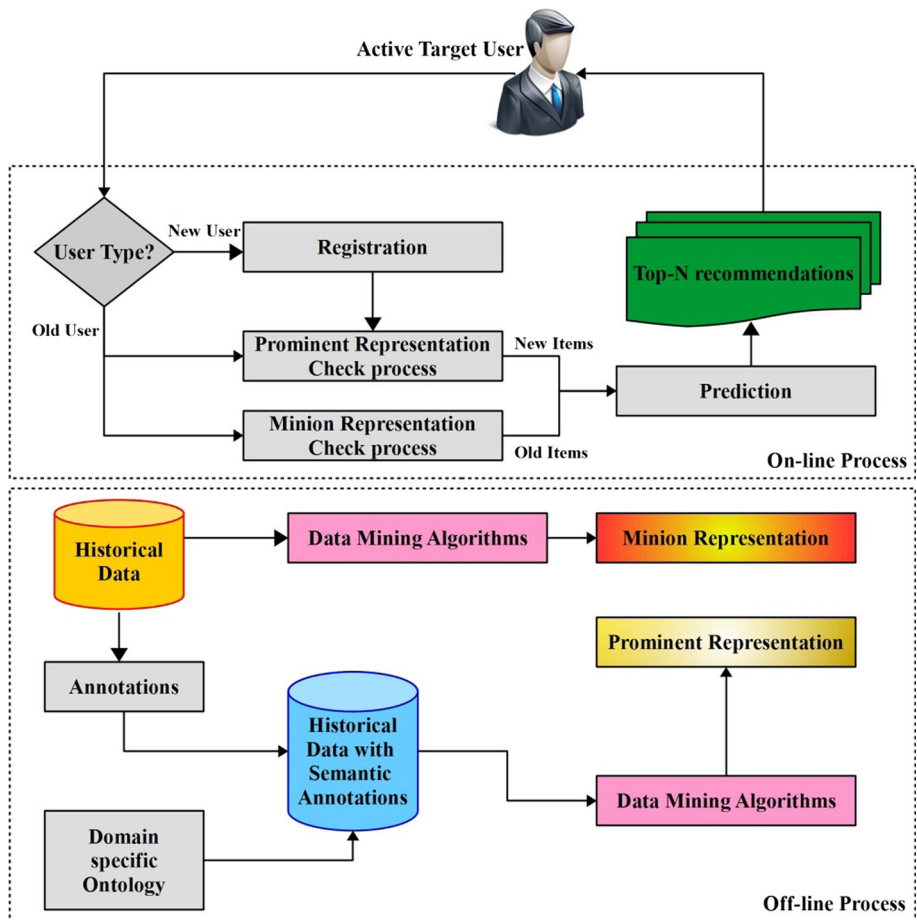 Active Target User
User Type?
New User
Registration
Top-N recommendations
Old User
Prominent Representation
Check process
New Items
Prediction
Minion Representation
Check process
Old Items
On-line Process
Historical
Data
Data Mining Algorithms
Minion Representation
Prominent Representation
Annotations
Historical
Data with
Semantic
Annotations
Data Mining Algorithms
Domain
specific
Ontology
Off-line Process